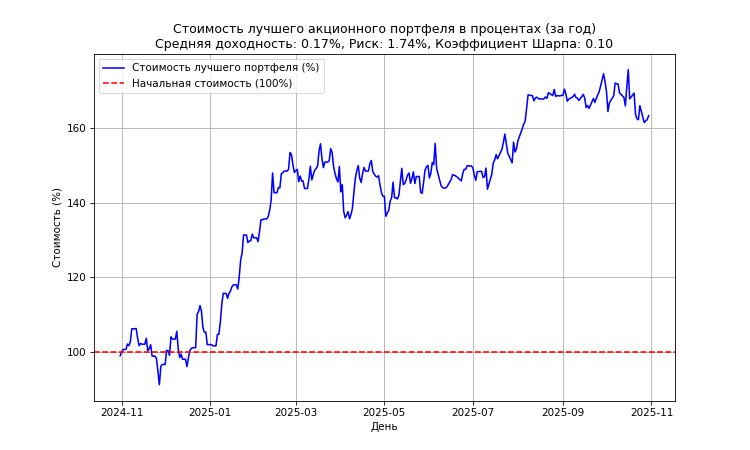 Стоимость лучшего акционного портфеля в процентах (за год)
Средняя доходность: 0.17%, Риск: 1.74%, Коэффициент Шарпа: 0.10
Стоимость лучшего портфеля (%)
Начальная стоимость (100%)
Стоимость (%)
160
140
120
100
2024-11 2025-01 2025-03 2025-05 2025-07 2025-09 2025-11
День